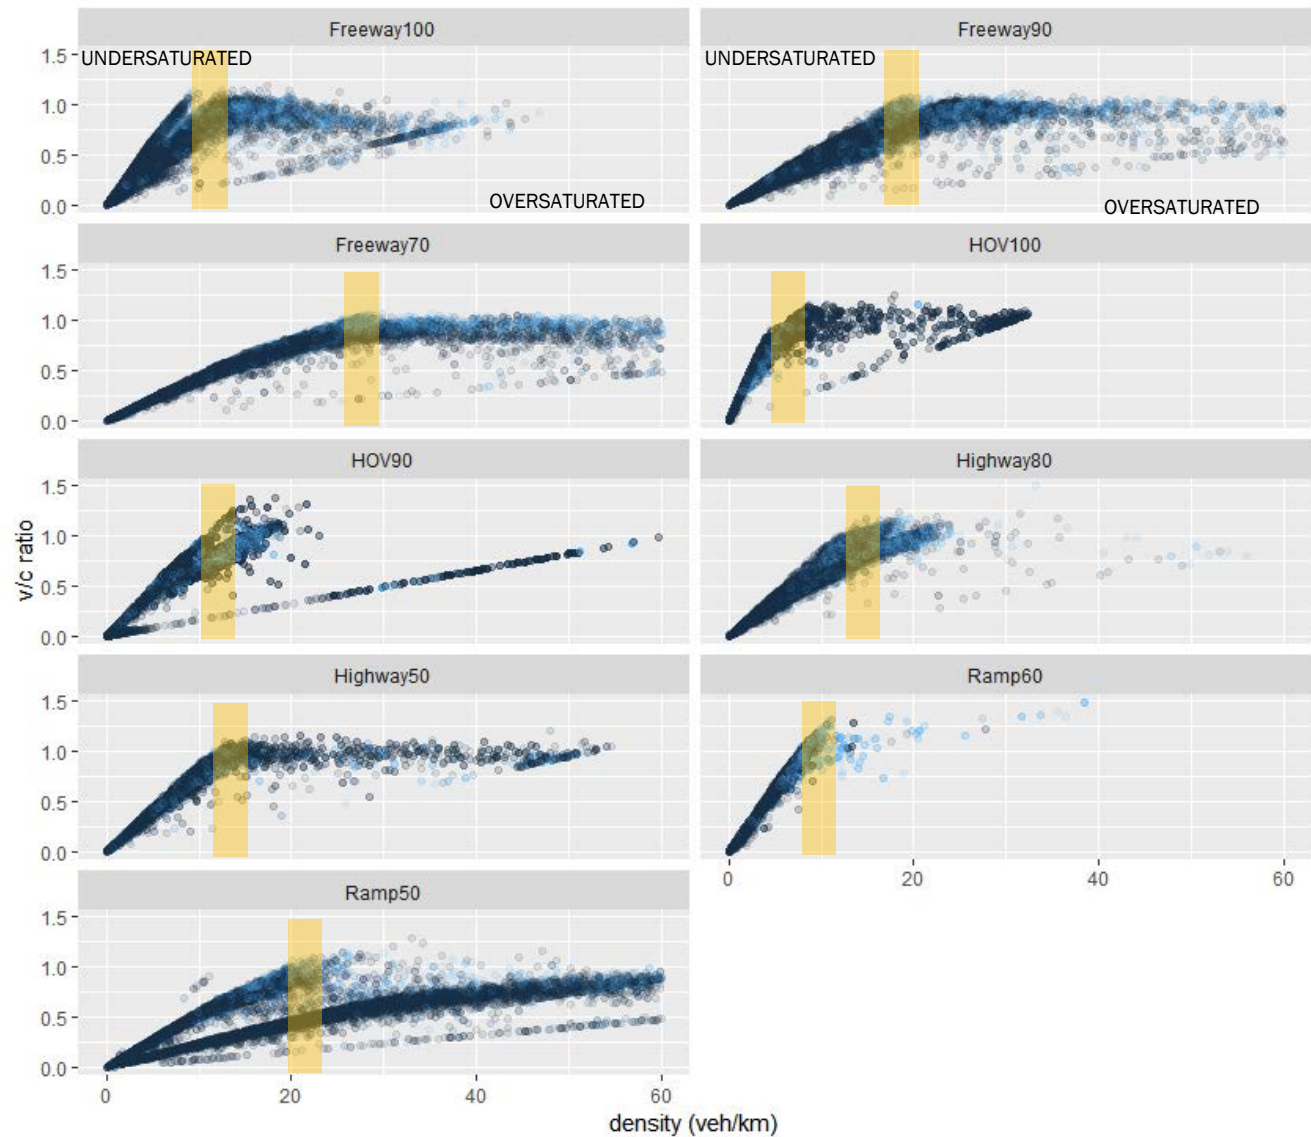 Freeway100
Freeway90
UNDERSATURATED
UNDERSATURATED
1.5
1.0
0.5
0.0
OVERSATURATED
OVERSATURATED
Freeway70
HOV100
1.5
1.0
0.5
0.0
HOV90
Highway80
1.5
1.0
0.5
0.0
v/c ratio
Highway50
Ramp60
1.5
1.0
0.5
0.0
0 20 40 60
Ramp50
1.5
1.0
0.5
0.0
0 20 40 60
density (veh/km)